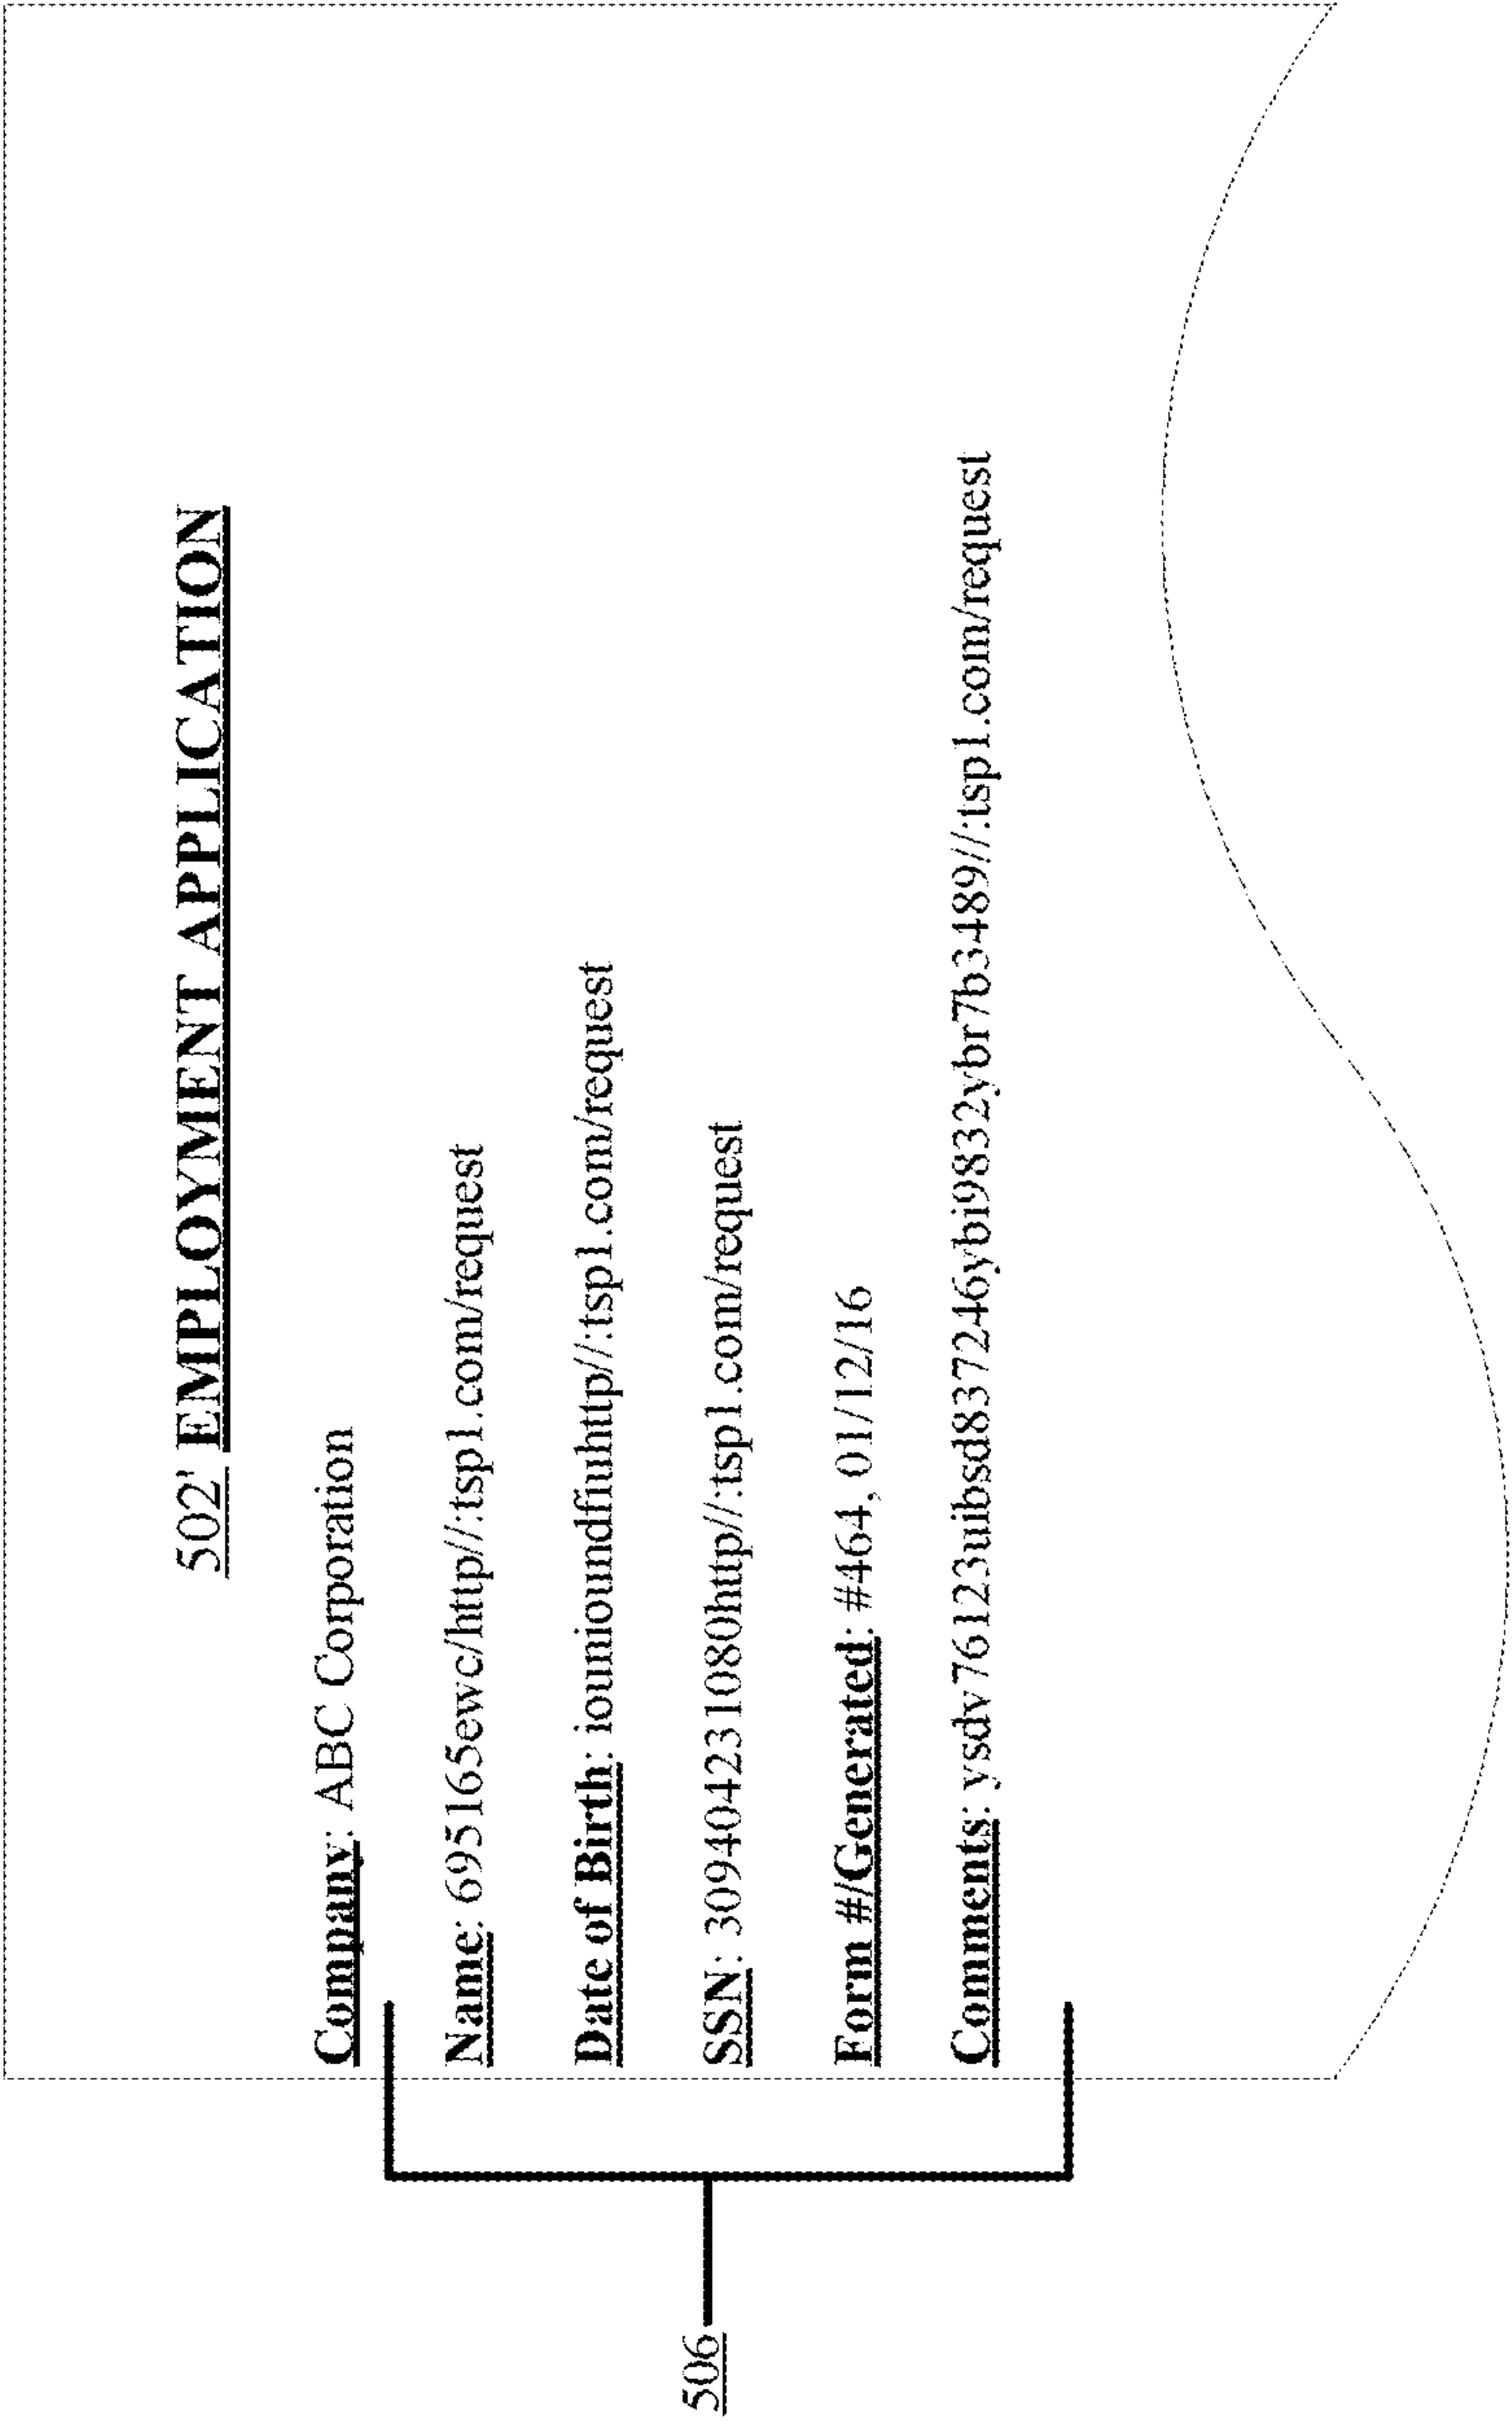 502' EMPLOYMENT APPLICATION
Company: ABC Corporation
Name: 695165ewc/http//:tsp1.com/request
Date of Birth: iounioundfiuhttp//:tsp1.com/request
SSN: 309404231080http//:tsp1.com/request
Form #/Generated: #464, 01/12/16
Comments: ysdv76123uibsd837246ybi9832ybr7b3489//:tsp1.com/request
506